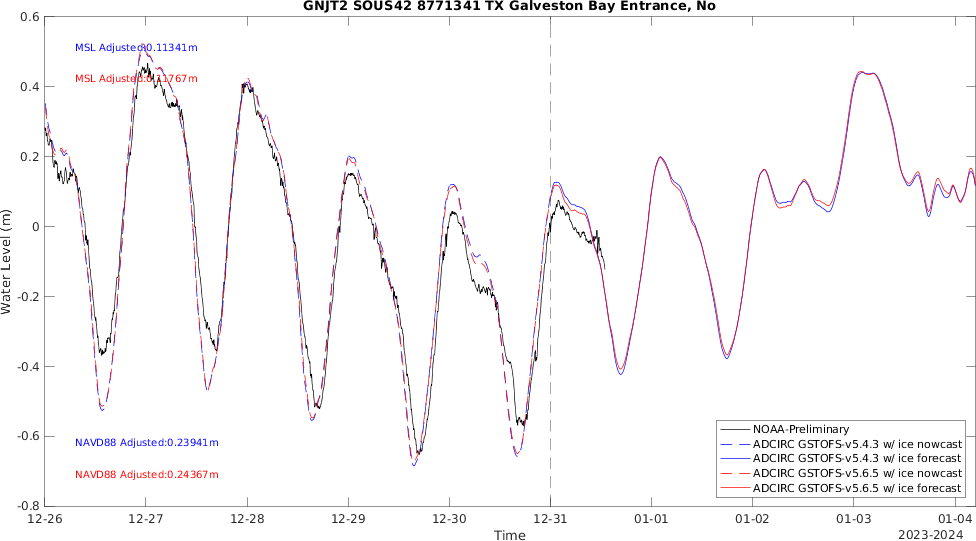 GNJT2 SOUS42 8771341 TX Galveston Bay Entrance, No
0.6
0.4
0.2
0
-0.2
-0.4
-0.6
-0.8
Water Level (m)
MSL Adjusted:0.11341m
MSL Adjusted:0.11767m
NAVD88 Adjusted:0.23941m
NAVD88 Adjusted:0.24367m
NOAA-Preliminary
ADCIRC GSTOFS-v5.4.3 w/ ice nowcast
ADCIRC GSTOFS-v5.4.3 w/ ice forecast
ADCIRC GSTOFS-v5.6.5 w/ ice nowcast
ADCIRC GSTOFS-v5.6.5 w/ ice forecast
12-26 12-27 12-28 12-29 12-30 12-31 01-01 01-02 01-03 01-04
Time
2023-2024